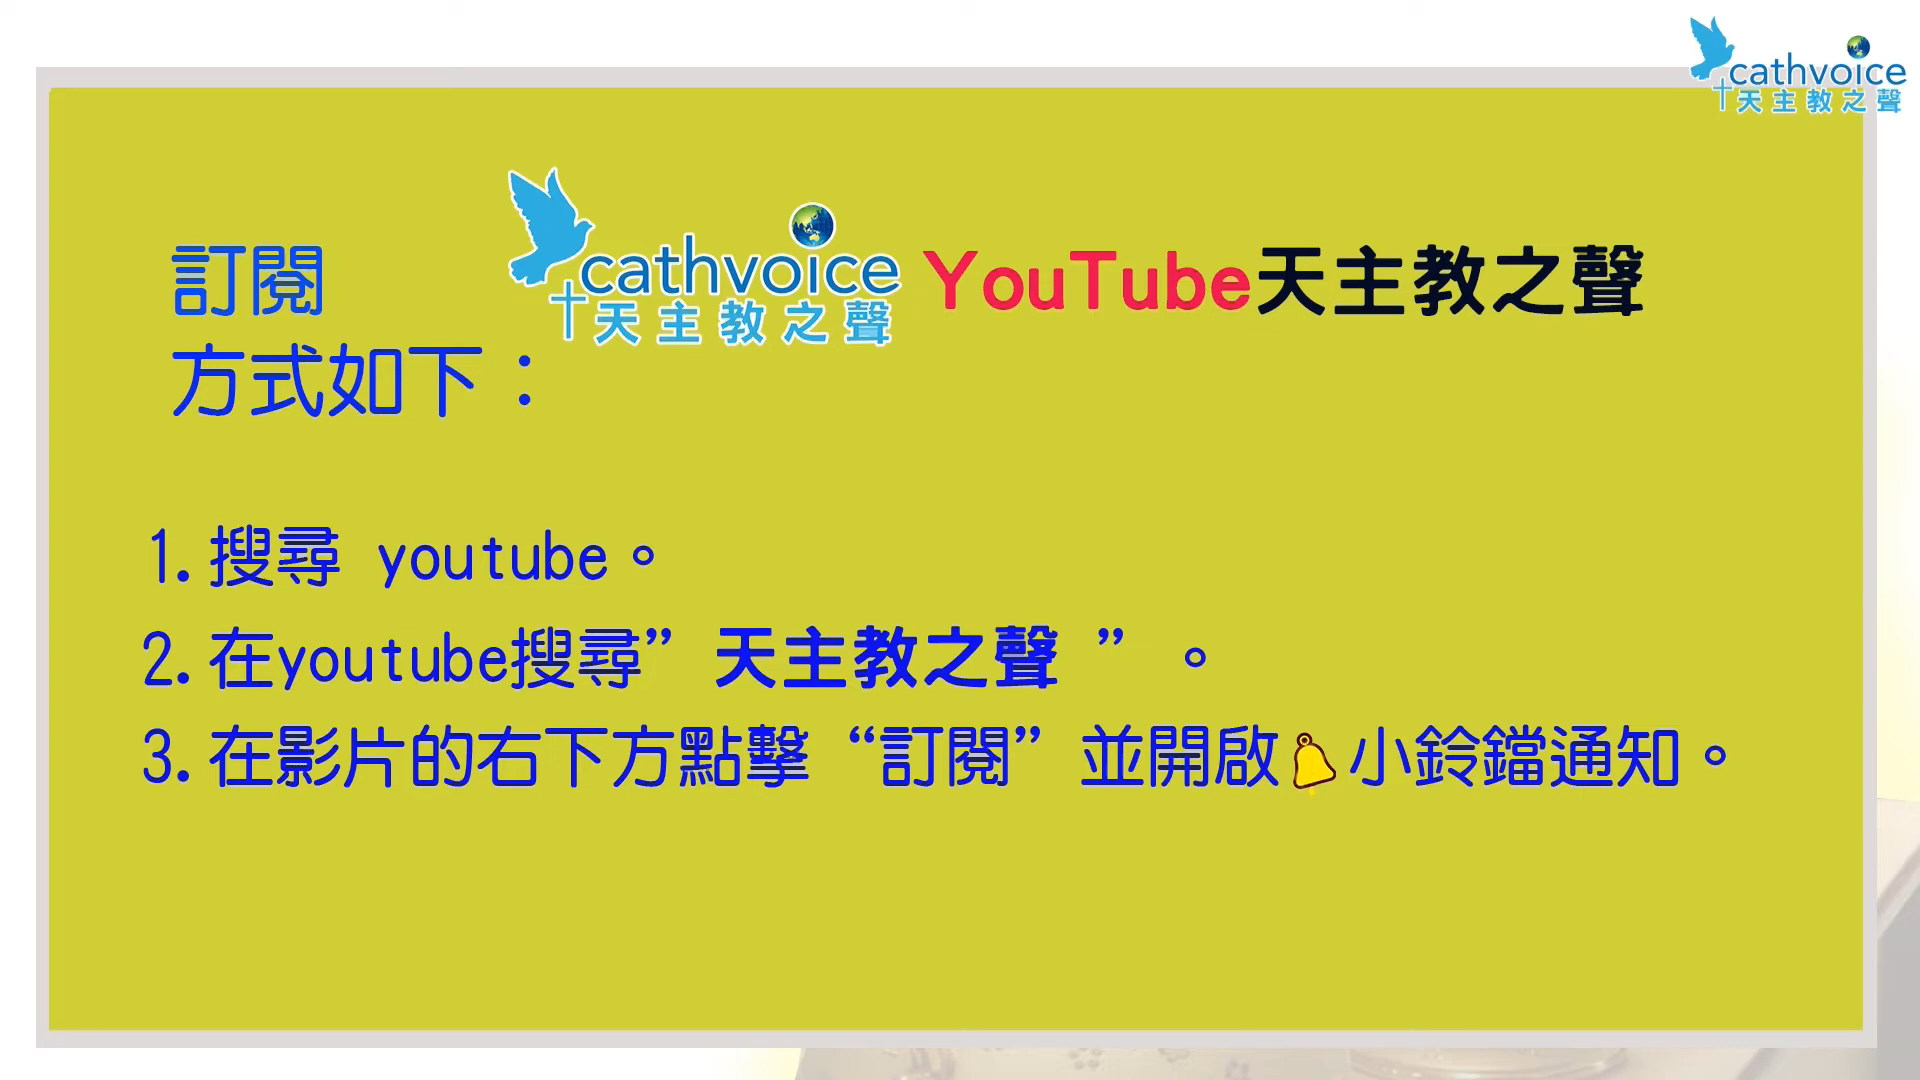 cathvoice
天主教之聲
訂閱 cathvoice 天主教之聲 YouTube天主教之聲
方式如下：
1.搜尋 youtube。
2.在youtube搜尋”天主教之聲 ”。
3.在影片的右下方點擊“訂閱”並開啟🔔小鈴鐺通知。